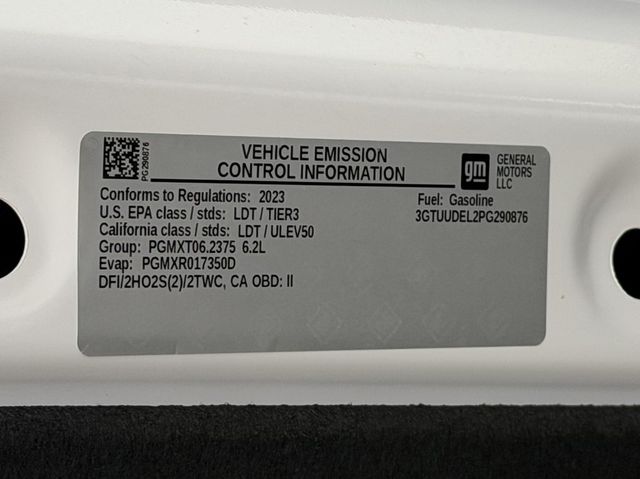 PG290876
VEHICLE EMISSION
CONTROL INFORMATION
gm
GENERAL
MOTORS
LLC
Conforms to Regulations: 2023
U.S. EPA class / stds: LDT / TIER3
California class / stds: LDT / ULEV50
Group: PGMXT06.2375 6.2L
Evap: PGMXR017350D
DFI/2HO2S(2)/2TWC, CA OBD: II
Fuel: Gasoline
3GTUUDEL2PG290876